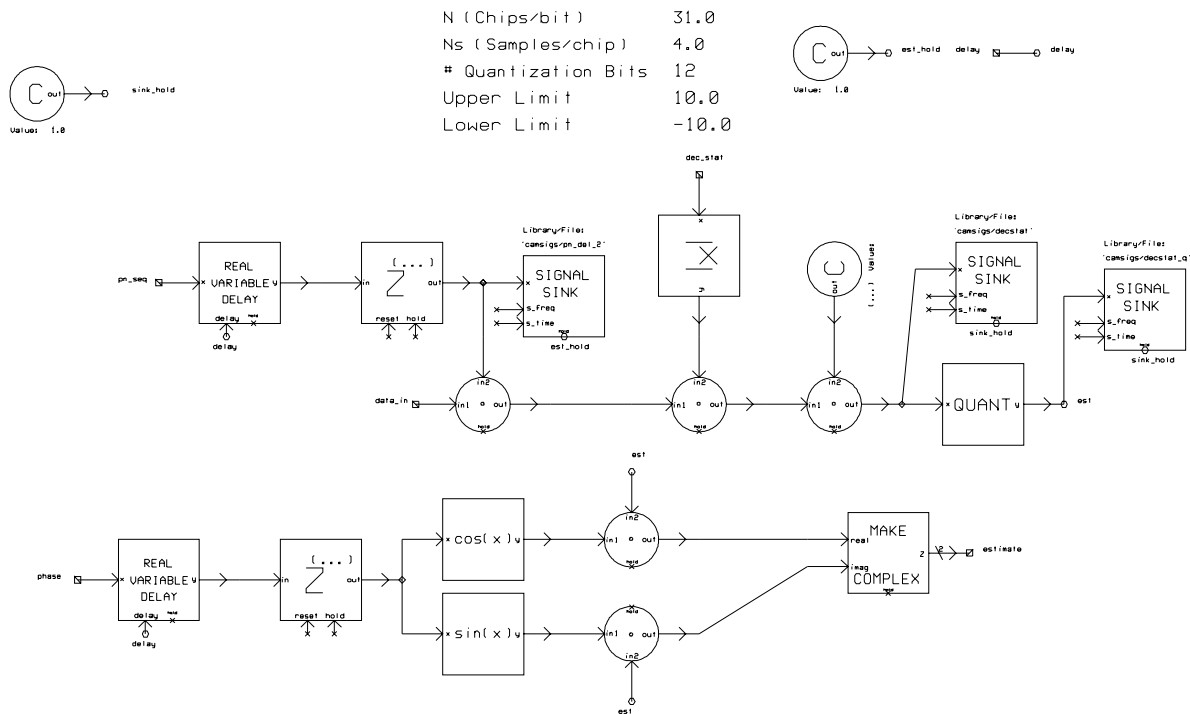 N (Chips/bit) 31.0
Ns (Samples/chip) 4.0
# Quantization Bits 12
Upper Limit 10.0
Lower Limit -10.0
C out sink_hold
Value: 1.0
C out est_hold
Value: 1.0
delay delay
dec_stat
x
|x|
y
Library/File:
'camsigs/pn_del_2'
SIGNAL
SINK
x
s_freq
s_time
hold
est_hold
pn_seq
REAL
x VARIABLE y
DELAY
delay hold
delay
(...)
in Z out
reset hold
C
out
Value:
(...)
Library/File:
'camsigs/decstat'
x SIGNAL
SINK
s_freq
s_time
hold
sink_hold
Library/File:
'camsigs/decstat_q'
x SIGNAL
SINK
s_freq
s_time
hold
sink_hold
data_in
in2
in1 out
hold
in2
in1 out
hold
in2
in1 out
hold
x QUANT y
est
phase
REAL
x VARIABLE y
DELAY
delay hold
delay
(...)
in Z out
reset hold
x cos(x) y
x sin(x) y
est
in2
in1 out
hold
hold
in1 out
in2
est
MAKE
real
z
imag
COMPLEX
hold
2
estimate